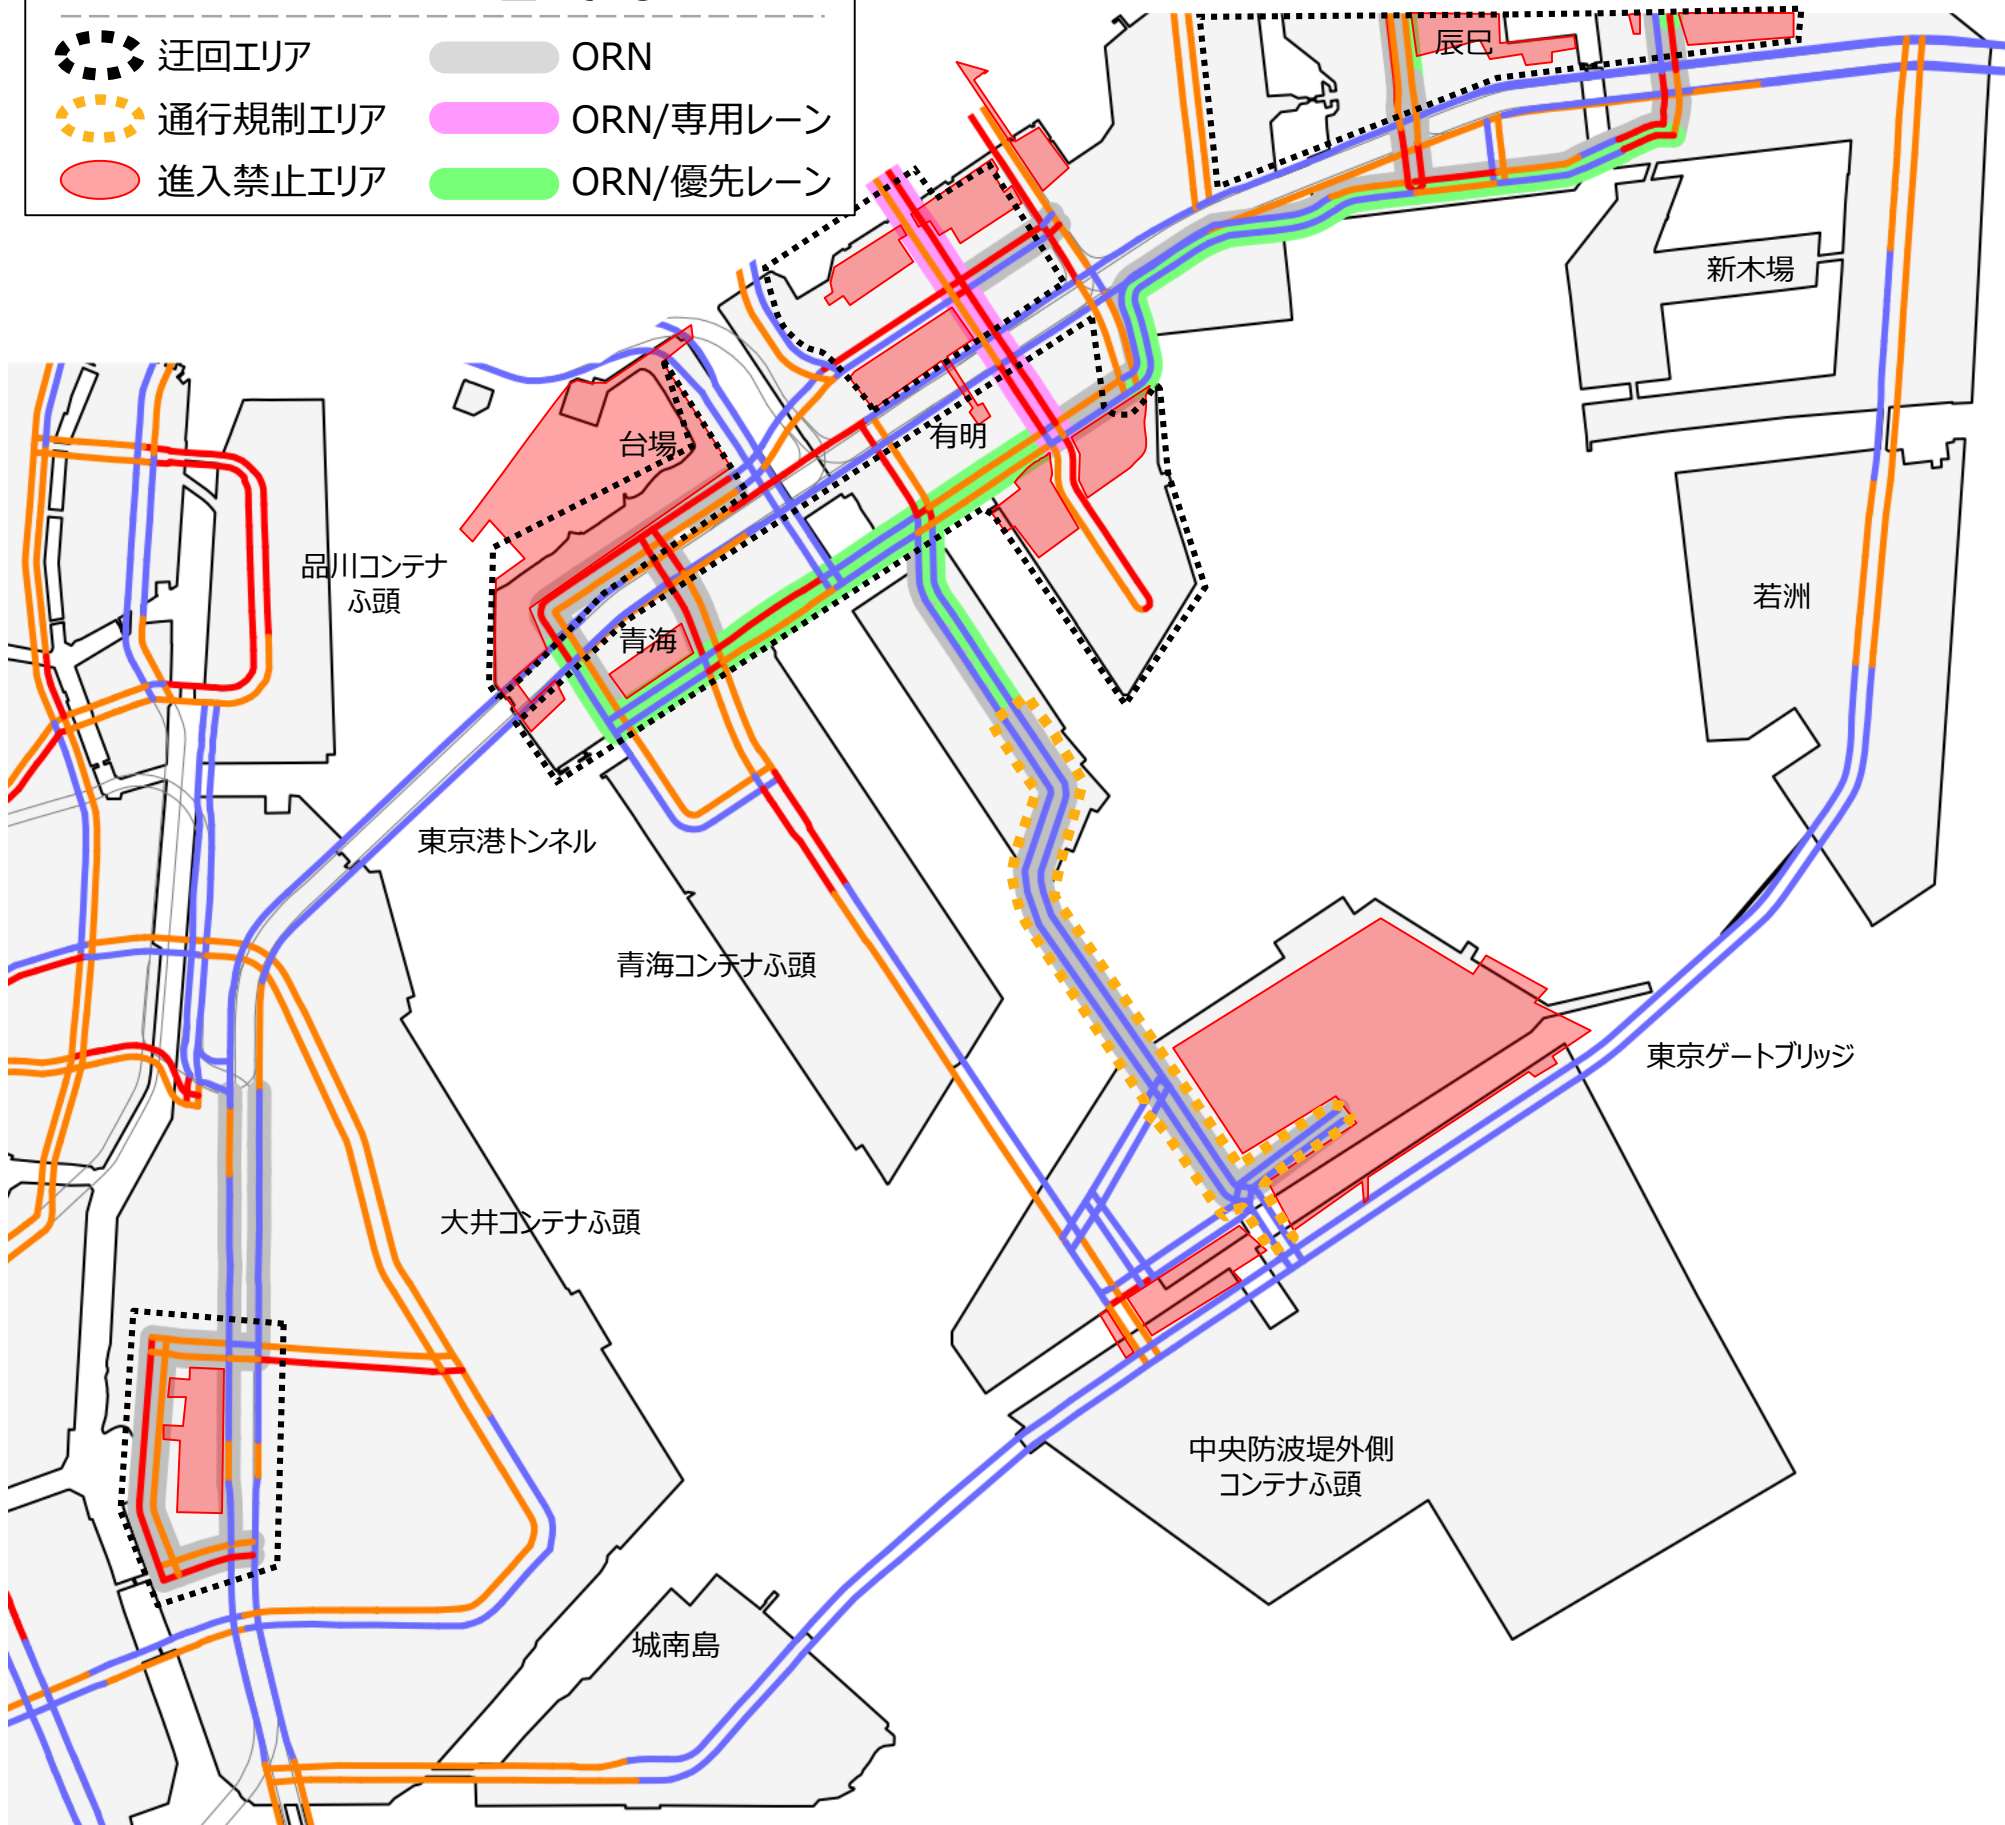 迂回エリア
ORN
通行規制エリア
ORN/専用レーン
進入禁止エリア
ORN/優先レーン
辰巳
新木場
台場
有明
品川コンテナ
ふ頭
若洲
青海
東京港トンネル
青海コンテナふ頭
東京ゲートブリッジ
大井コンテナふ頭
中央防波堤外側
コンテナふ頭
城南島